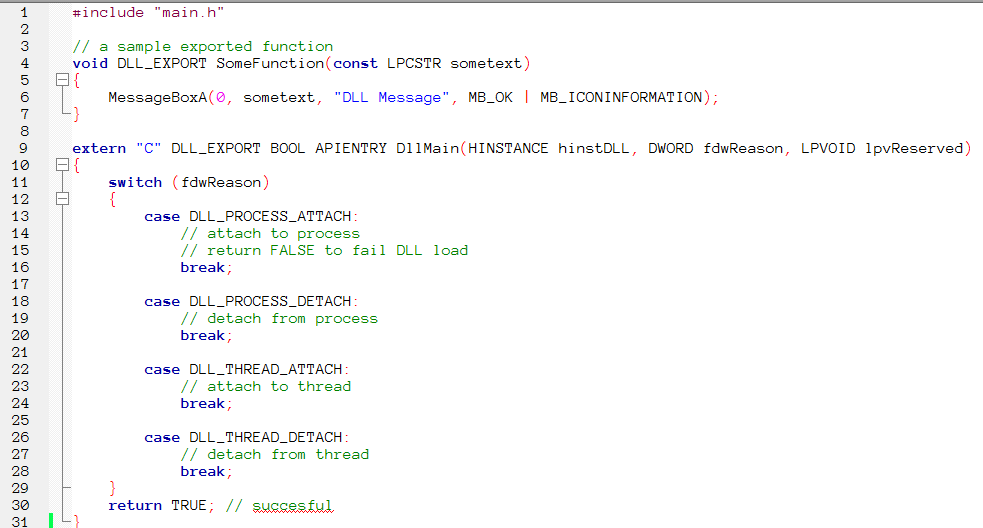 1 #include "main.h"
2
3 // a sample exported function
4 void DLL_EXPORT SomeFunction(const LPCSTR sometext)
5 {
6 MessageBoxA(0, sometext, "DLL Message", MB_OK | MB_ICONINFORMATION);
7 }
8
9 extern "C" DLL_EXPORT BOOL APIENTRY DllMain(HINSTANCE hinstDLL, DWORD fdwReason, LPVOID lpvReserved)
10 {
11 switch (fdwReason)
12 {
13 case DLL_PROCESS_ATTACH:
14 // attach to process
15 // return FALSE to fail DLL load
16 break;
17
18 case DLL_PROCESS_DETACH:
19 // detach from process
20 break;
21
22 case DLL_THREAD_ATTACH:
23 // attach to thread
24 break;
25
26 case DLL_THREAD_DETACH:
27 // detach from thread
28 break;
29 }
30 return TRUE; // succesful
31 }